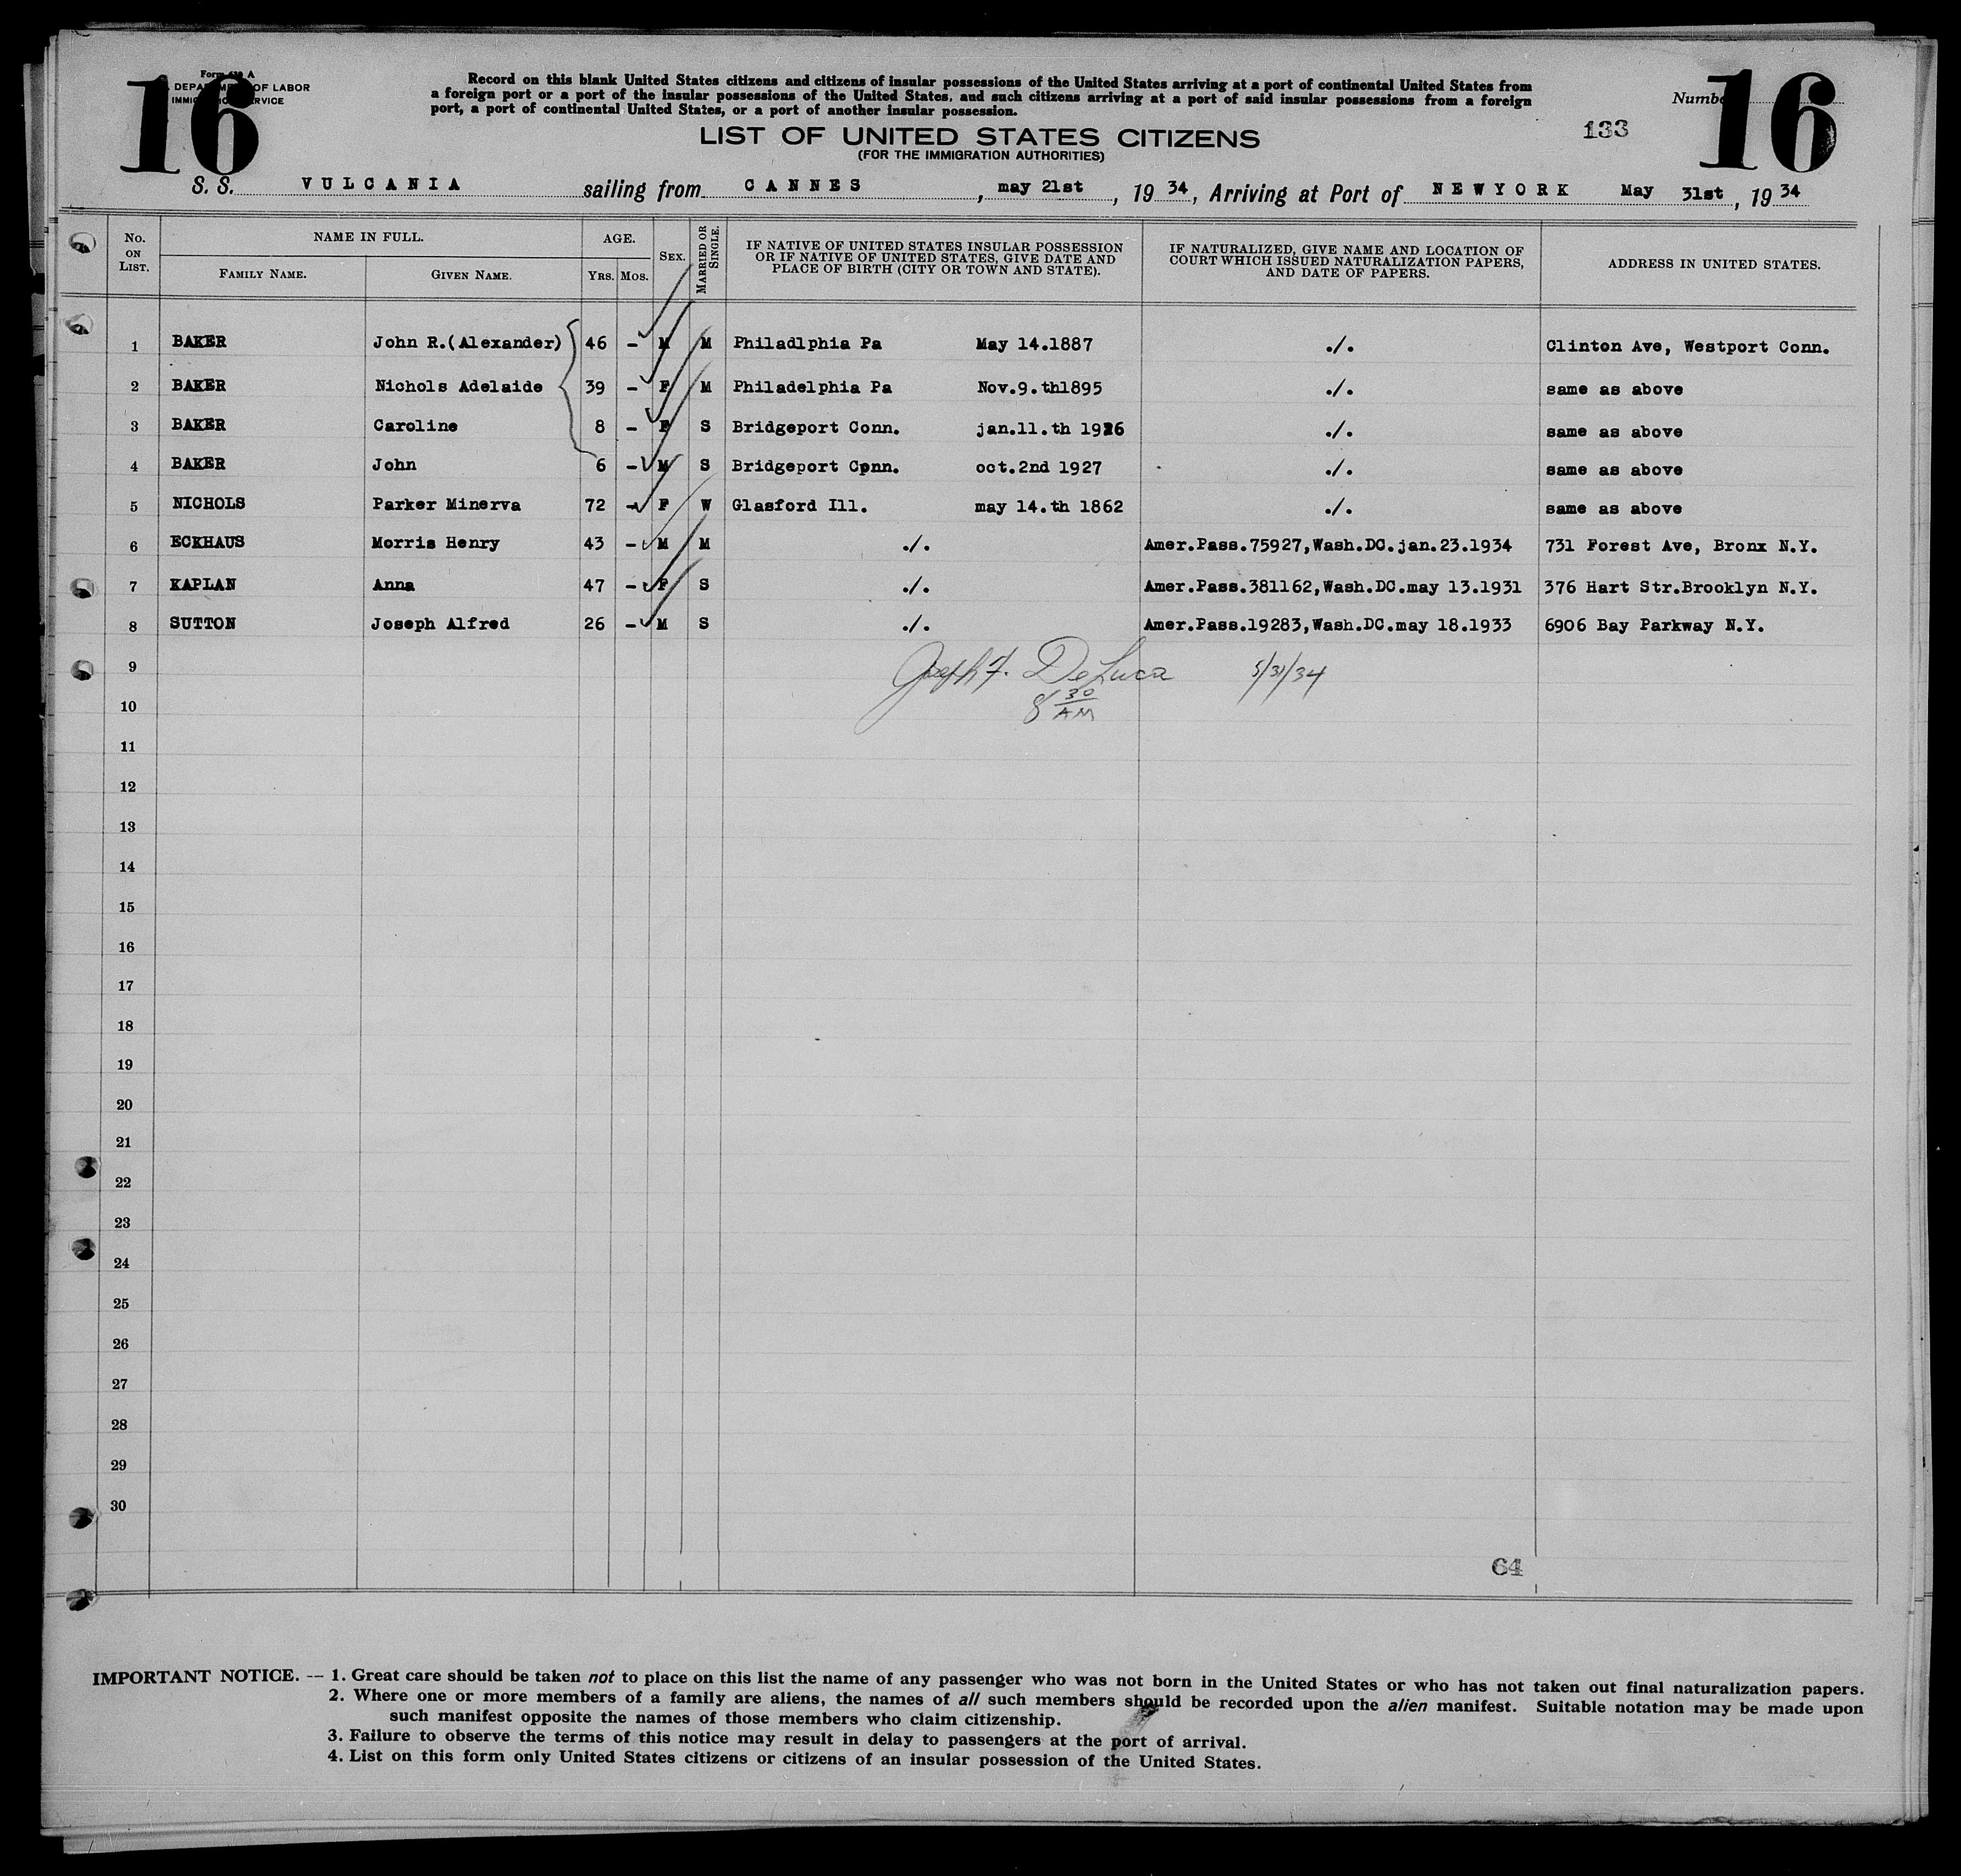 16
Form 630 A
DEPARTMENT OF LABOR
IMMIGRATION SERVICE
Record on this blank United States citizens and citizens of insular possessions of the United States arriving at a port of continental United States from
a foreign port or a port of the insular possessions of the United States, and such citizens arriving at a port of said insular possessions from a foreign
port, a port of continental United States, or a port of another insular possession.
Number
16
133
LIST OF UNITED STATES CITIZENS
(FOR THE IMMIGRATION AUTHORITIES)
S. S. VULCANIA sailing from CANNES, may 21st, 1934, Arriving at Port of NEWYORK May 31st, 1934
No. ON LIST. NAME IN FULL. FAMILY NAME. GIVEN NAME. AGE. YRS. MOS. SEX. MARRIED OR SINGLE. IF NATIVE OF UNITED STATES INSULAR POSSESSION OR IF NATIVE OF UNITED STATES, GIVE DATE AND PLACE OF BIRTH (CITY OR TOWN AND STATE). IF NATURALIZED, GIVE NAME AND LOCATION OF COURT WHICH ISSUED NATURALIZATION PAPERS, AND DATE OF PAPERS. ADDRESS IN UNITED STATES.
1 BAKER John R.(Alexander) 46 - M M Philadlphia Pa May 14.1887 ./. Clinton Ave, Westport Conn.
2 BAKER Nichols Adelaide 39 - F M Philadelphia Pa Nov.9.th1895 ./. same as above
3 BAKER Caroline 8 - F S Bridgeport Conn. jan.11.th 1926 ./. same as above
4 BAKER John 6 - M S Bridgeport Conn. oct.2nd 1927 ./. same as above
5 NICHOLS Parker Minerva 72 - F W Glasford Ill. may 14.th 1862 ./. same as above
6 ECKHAUS Morris Henry 43 - M M ./. Amer.Pass.75927,Wash.DC.jan.23.1934 731 Forest Ave, Bronx N.Y.
7 KAPLAN Anna 47 - F S ./. Amer.Pass.381162,Wash.DC.may 13.1931 376 Hart Str.Brooklyn N.Y.
8 SUTTON Joseph Alfred 26 - M S ./. Amer.Pass.19283,Wash.DC.may 18.1933 6906 Bay Parkway N.Y.
9 Joseph F. DeLuca 5/31/34
10 8 30 AM
11
12
13
14
15
16
17
18
19
20
21
22
23
24
25
26
27
28
29
30
64
IMPORTANT NOTICE. -- 1. Great care should be taken not to place on this list the name of any passenger who was not born in the United States or who has not taken out final naturalization papers.
2. Where one or more members of a family are aliens, the names of all such members should be recorded upon the alien manifest. Suitable notation may be made upon
such manifest opposite the names of those members who claim citizenship.
3. Failure to observe the terms of this notice may result in delay to passengers at the port of arrival.
4. List on this form only United States citizens or citizens of an insular possession of the United States.